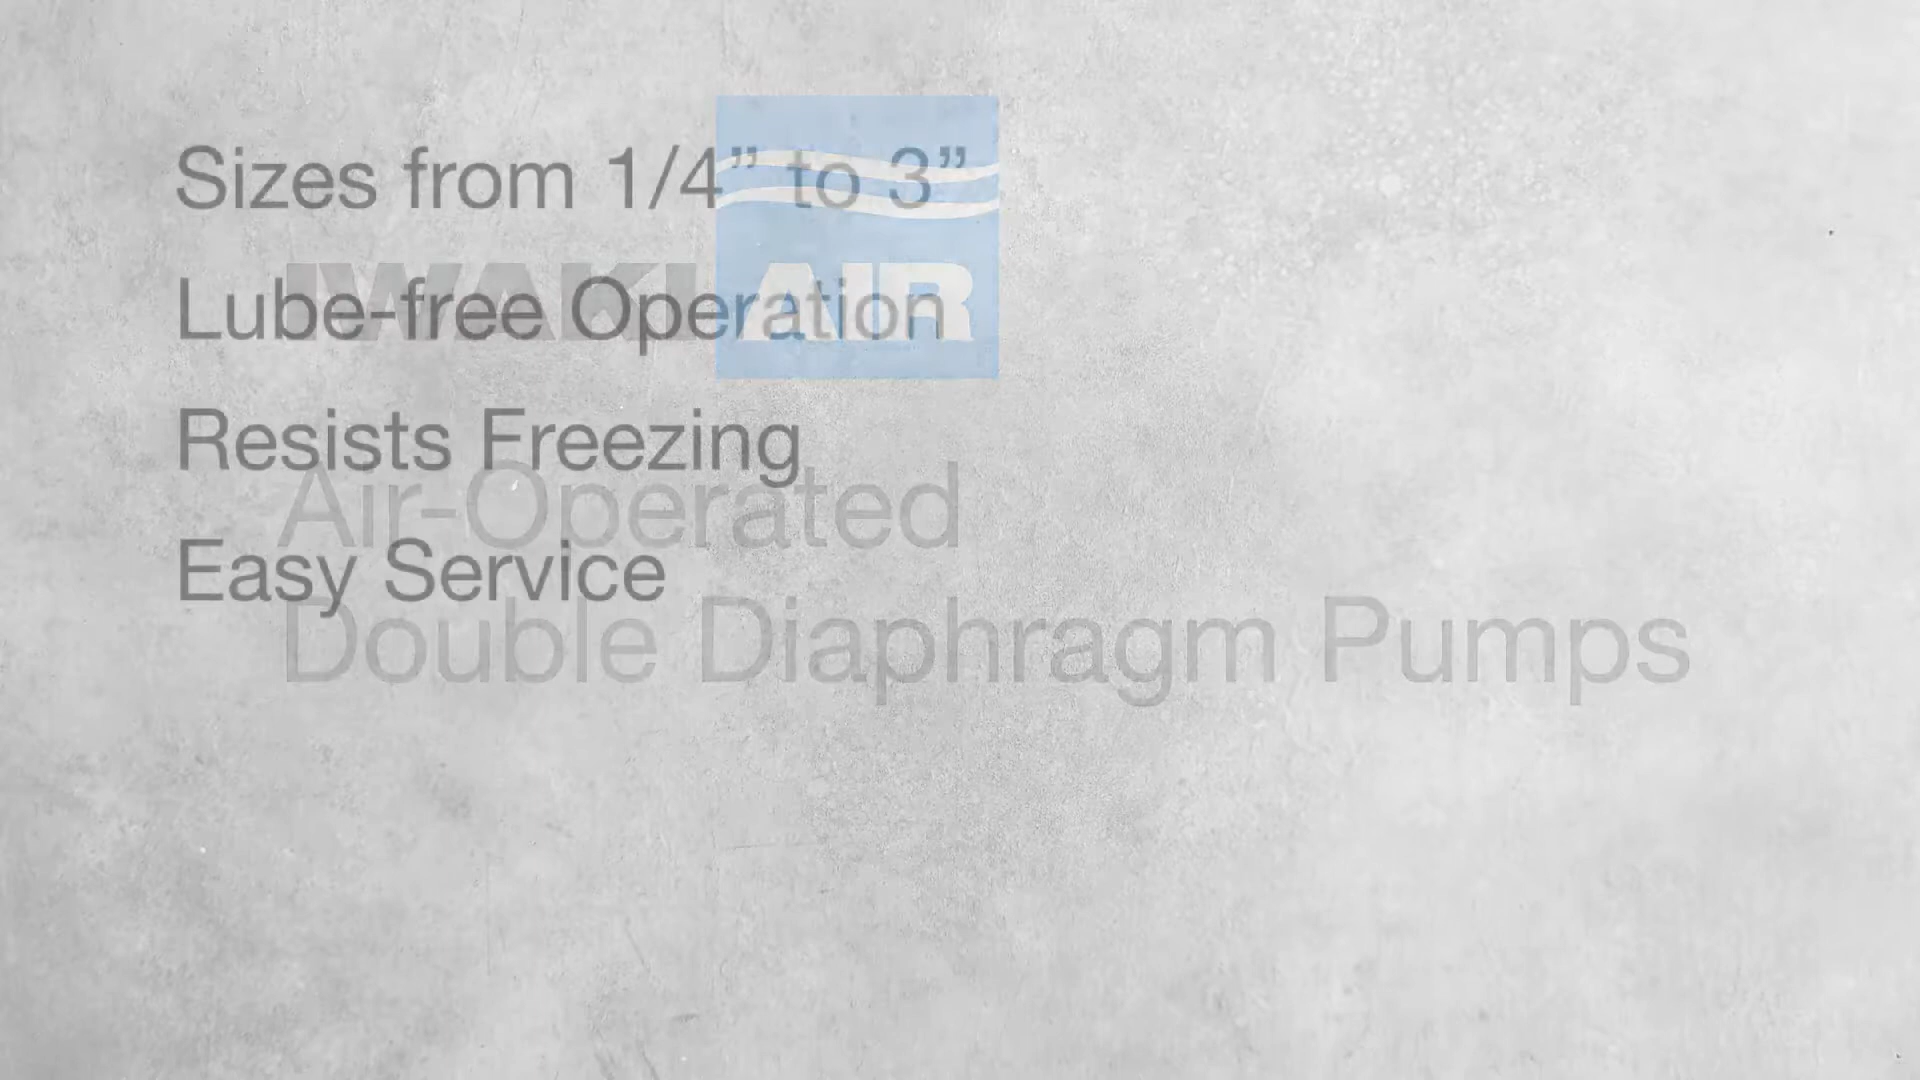 Sizes from 1/4” to 3”
IWAKI AIR
Lube-free Operation
Resists Freezing
Air-Operated
Easy Service
Double Diaphragm Pumps